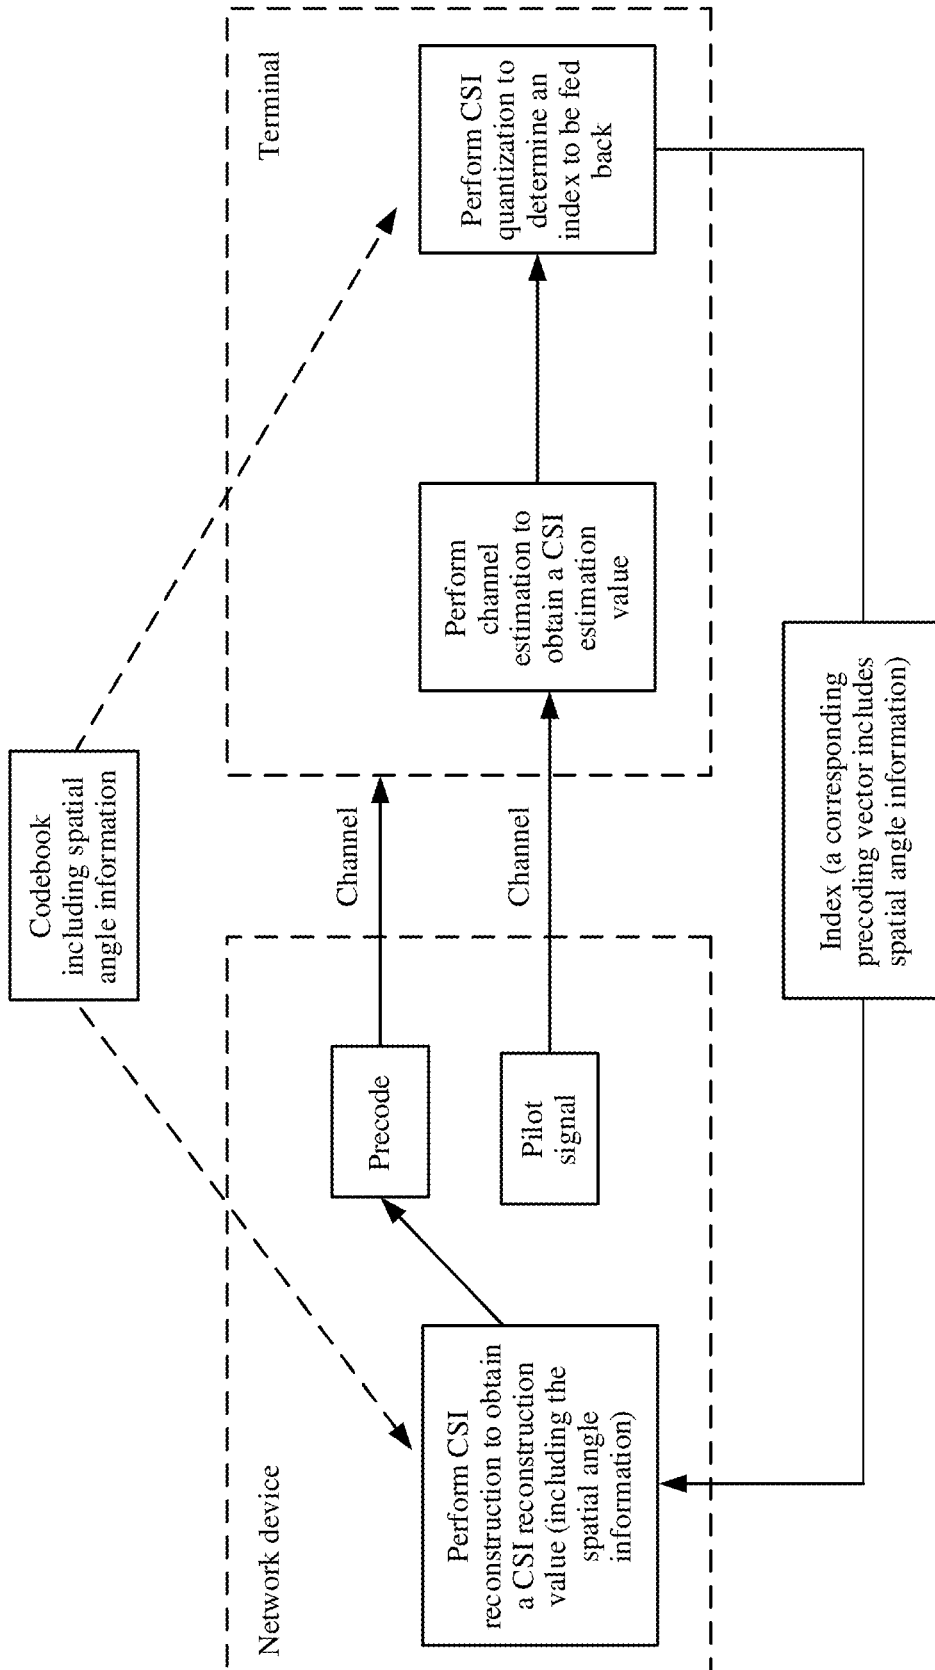 Codebook
including spatial
angle information
Network device
Terminal
Precode
Channel
Perform CSI
reconstruction to obtain
a CSI reconstruction
value (including the
spatial angle
information)
Pilot
signal
Channel
Perform
channel
estimation to
obtain a CSI
estimation
value
Perform CSI
quantization to
determine an
index to be fed
back
Index (a corresponding
precoding vector includes
spatial angle information)